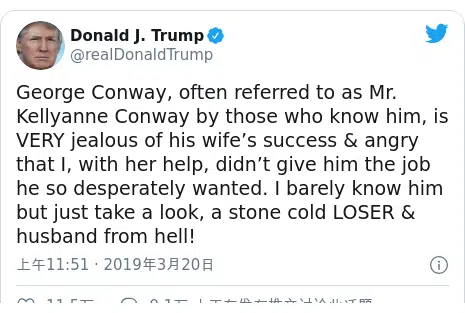 Donald J. Trump
@realDonaldTrump
George Conway, often referred to as Mr.
Kellyanne Conway by those who know him, is
VERY jealous of his wife’s success & angry
that I, with her help, didn’t give him the job
he so desperately wanted. I barely know him
but just take a look, a stone cold LOSER &
husband from hell!
上午11:51 · 2019年3月20日